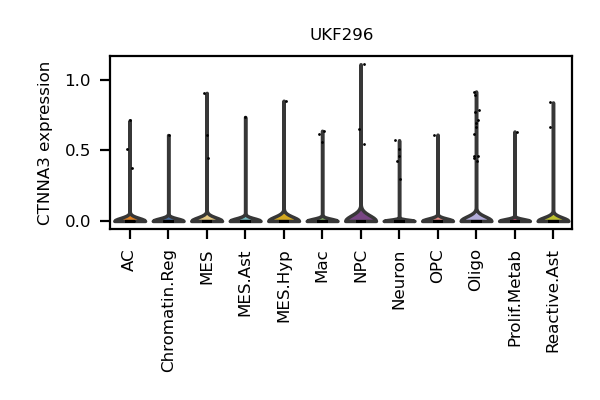 UKF296
CTNNA3 expression
1.0
0.5
0.0
AC
Chromatin.Reg
MES
MES.Ast
MES.Hyp
Mac
NPC
Neuron
OPC
Oligo
Prolif.Metab
Reactive.Ast